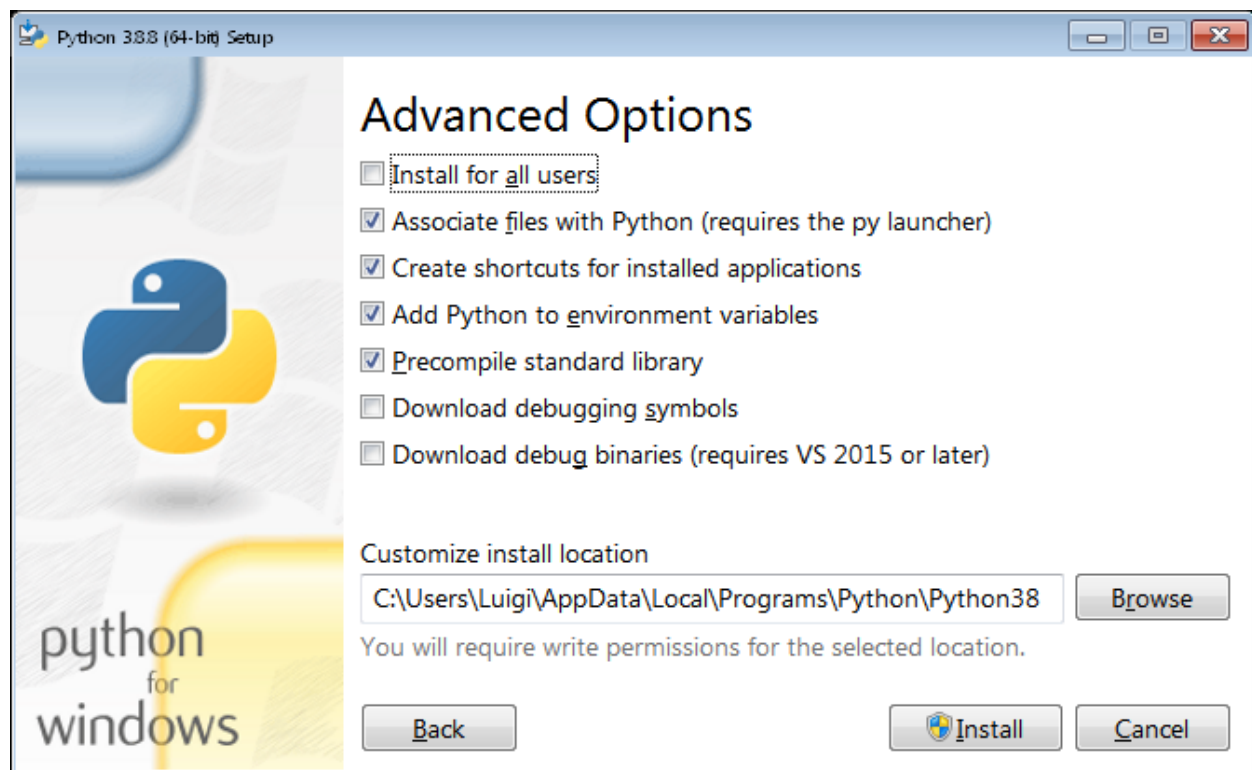 Python 3.8.8 (64-bit) Setup
Advanced Options
Install for all users
Associate files with Python (requires the py launcher)
Create shortcuts for installed applications
Add Python to environment variables
Precompile standard library
Download debugging symbols
Download debug binaries (requires VS 2015 or later)
Customize install location
C:\Users\Luigi\AppData\Local\Programs\Python\Python38
Browse
You will require write permissions for the selected location.
python
for
windows
Back
Install
Cancel